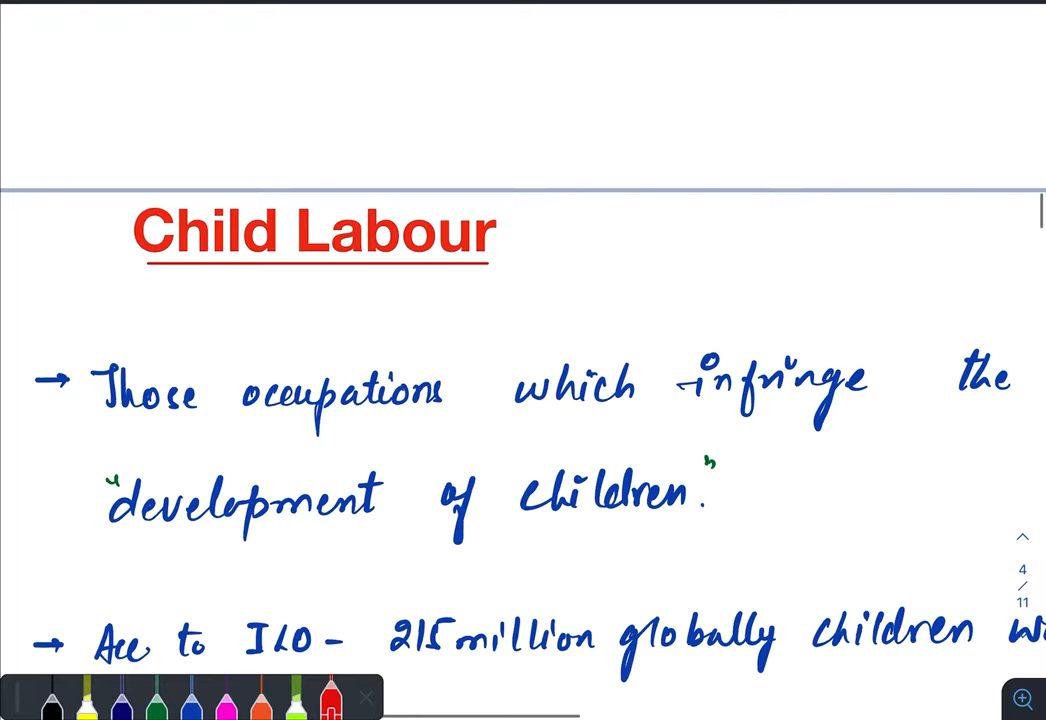 Child Labour
→ Those occupations which infringe the
"development of children."
→ Acc to ILO - 215 million globally children
4
/
11